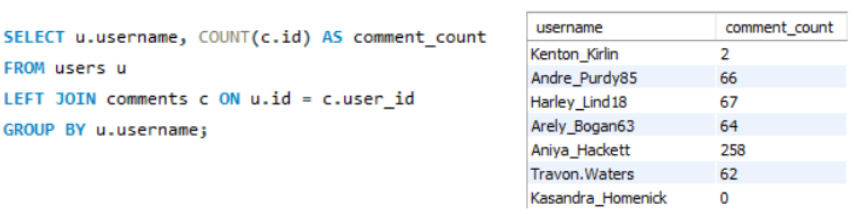 SELECT u.username, COUNT(c.id) AS comment_count
FROM users u
LEFT JOIN comments c ON u.id = c.user_id
GROUP BY u.username;
username comment_count
Kenton_Kirlin 2
Andre_Purdy85 66
Harley_Lind18 67
Arely_Bogan63 64
Aniya_Hackett 258
Travon.Waters 62
Kasandra_Homenick 0